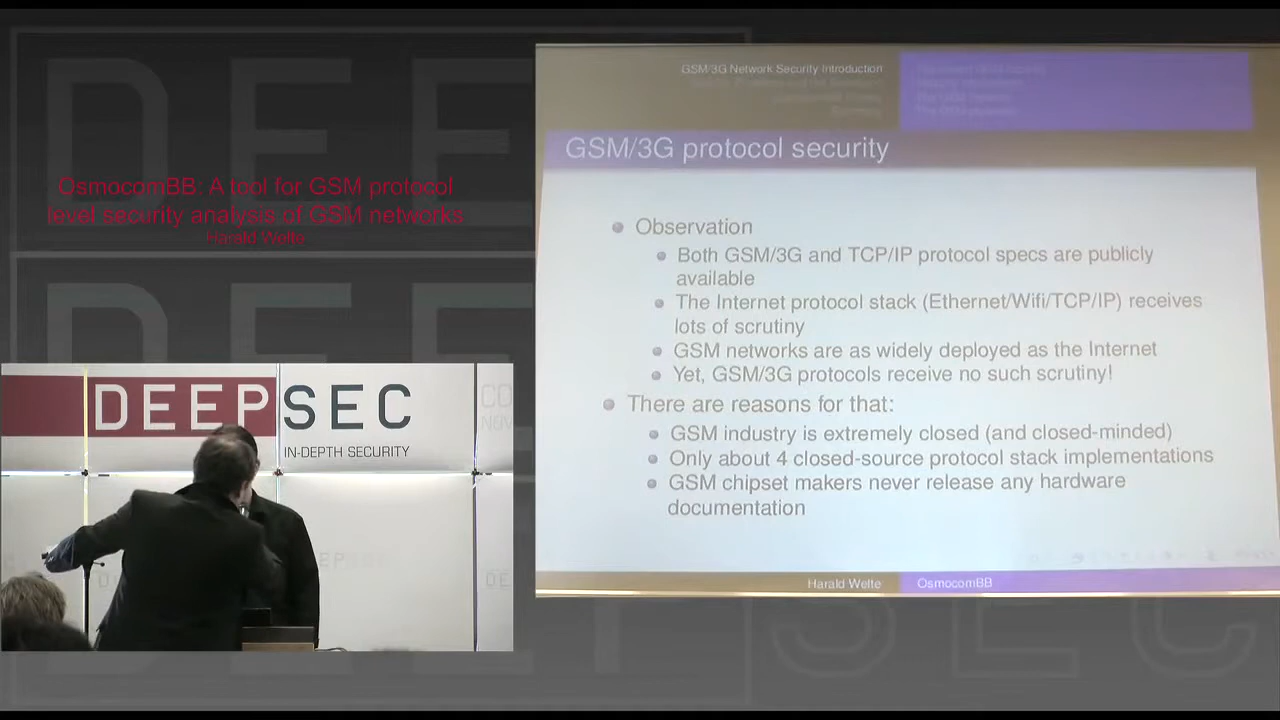 DEE
DEE
SEC
OsmocomBB: A tool for GSM protocol
level security analysis of GSM networks
Harald Welte
DEEPSEC
IN-DEPTH SECURITY
GSM/3G Network Security Introduction
GSM/3G protocol security
Observation
Both GSM/3G and TCP/IP protocol specs are publicly
available
The Internet protocol stack (Ethernet/Wifi/TCP/IP) receives
lots of scrutiny
GSM networks are as widely deployed as the Internet
Yet, GSM/3G protocols receive no such scrutiny!
There are reasons for that:
GSM industry is extremely closed (and closed-minded)
Only about 4 closed-source protocol stack implementations
GSM chipset makers never release any hardware
documentation
Harald Welte
OsmocomBB